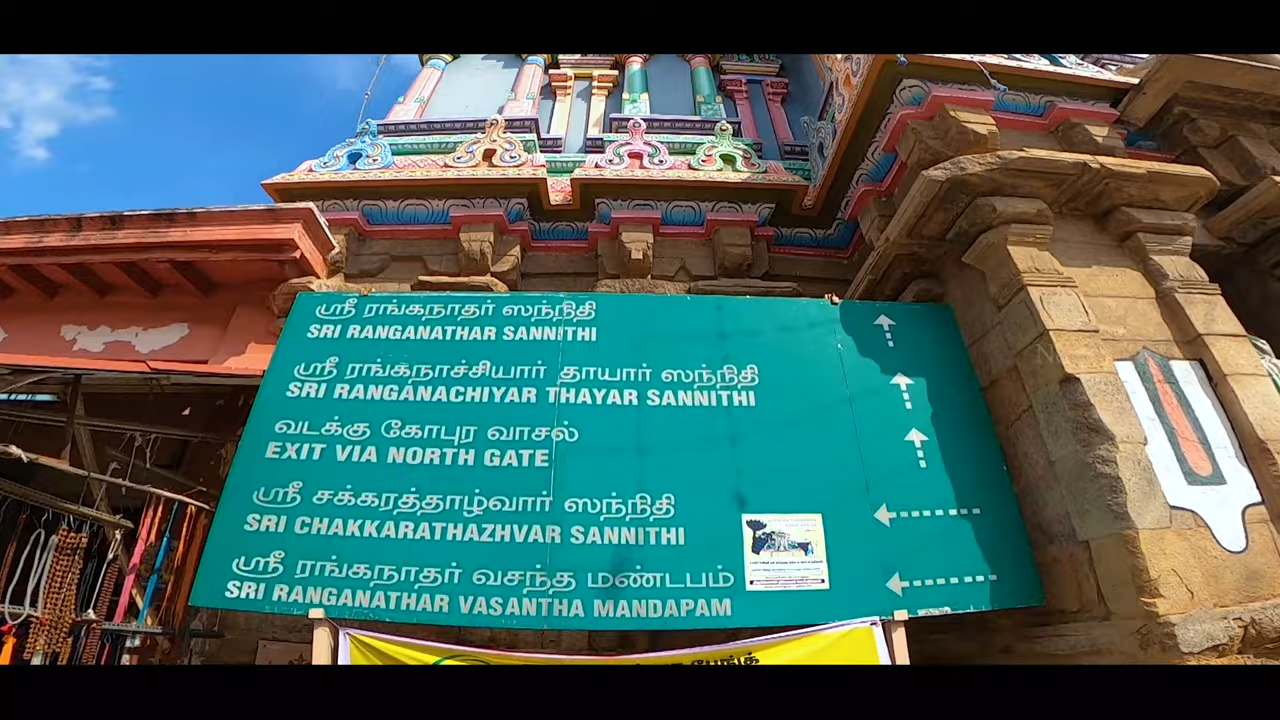 ஸ்ரீ ரங்கநாதர் ஸந்நிதி
SRI RANGANATHAR SANNITHI
ஸ்ரீ ரங்கநாச்சியார் தாயார் ஸந்நிதி
SRI RANGANACHIYAR THAYAR SANNITHI
வடக்கு கோபுர வாசல்
EXIT VIA NORTH GATE
ஸ்ரீ சக்கரத்தாழ்வார் ஸந்நிதி
SRI CHAKKARATHAZHVAR SANNITHI
ஸ்ரீ ரங்கநாதர் வசந்த மண்டபம்
SRI RANGANATHAR VASANTHA MANDAPAM